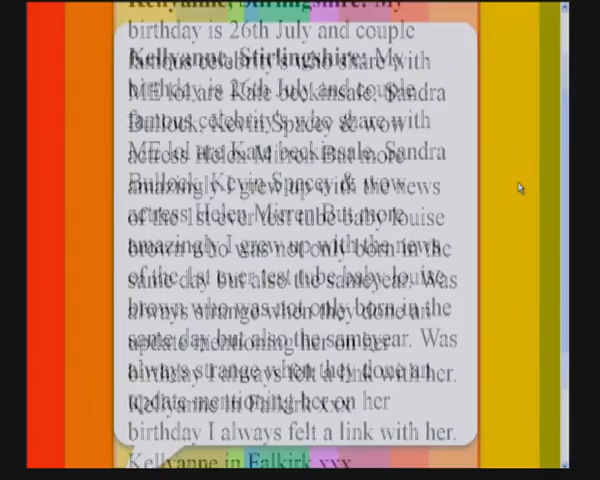 Kellyanne, Stirlingshire: My
birthday is 26th July and couple
famous celebrity's who share with
ME lol are Kate beckinsale, Sandra
Bullock, Kevin Spacey & wow
actress Helen Mirren But more
amazingly I grew up with the news
of the 1st ever test tube baby louise
brown who was not only born in the
same day but also the sameyear. Was
always strange when they done an
update mentioning her on her
birthday I always felt a link with her.
Kellyanne in Falkirk xxx